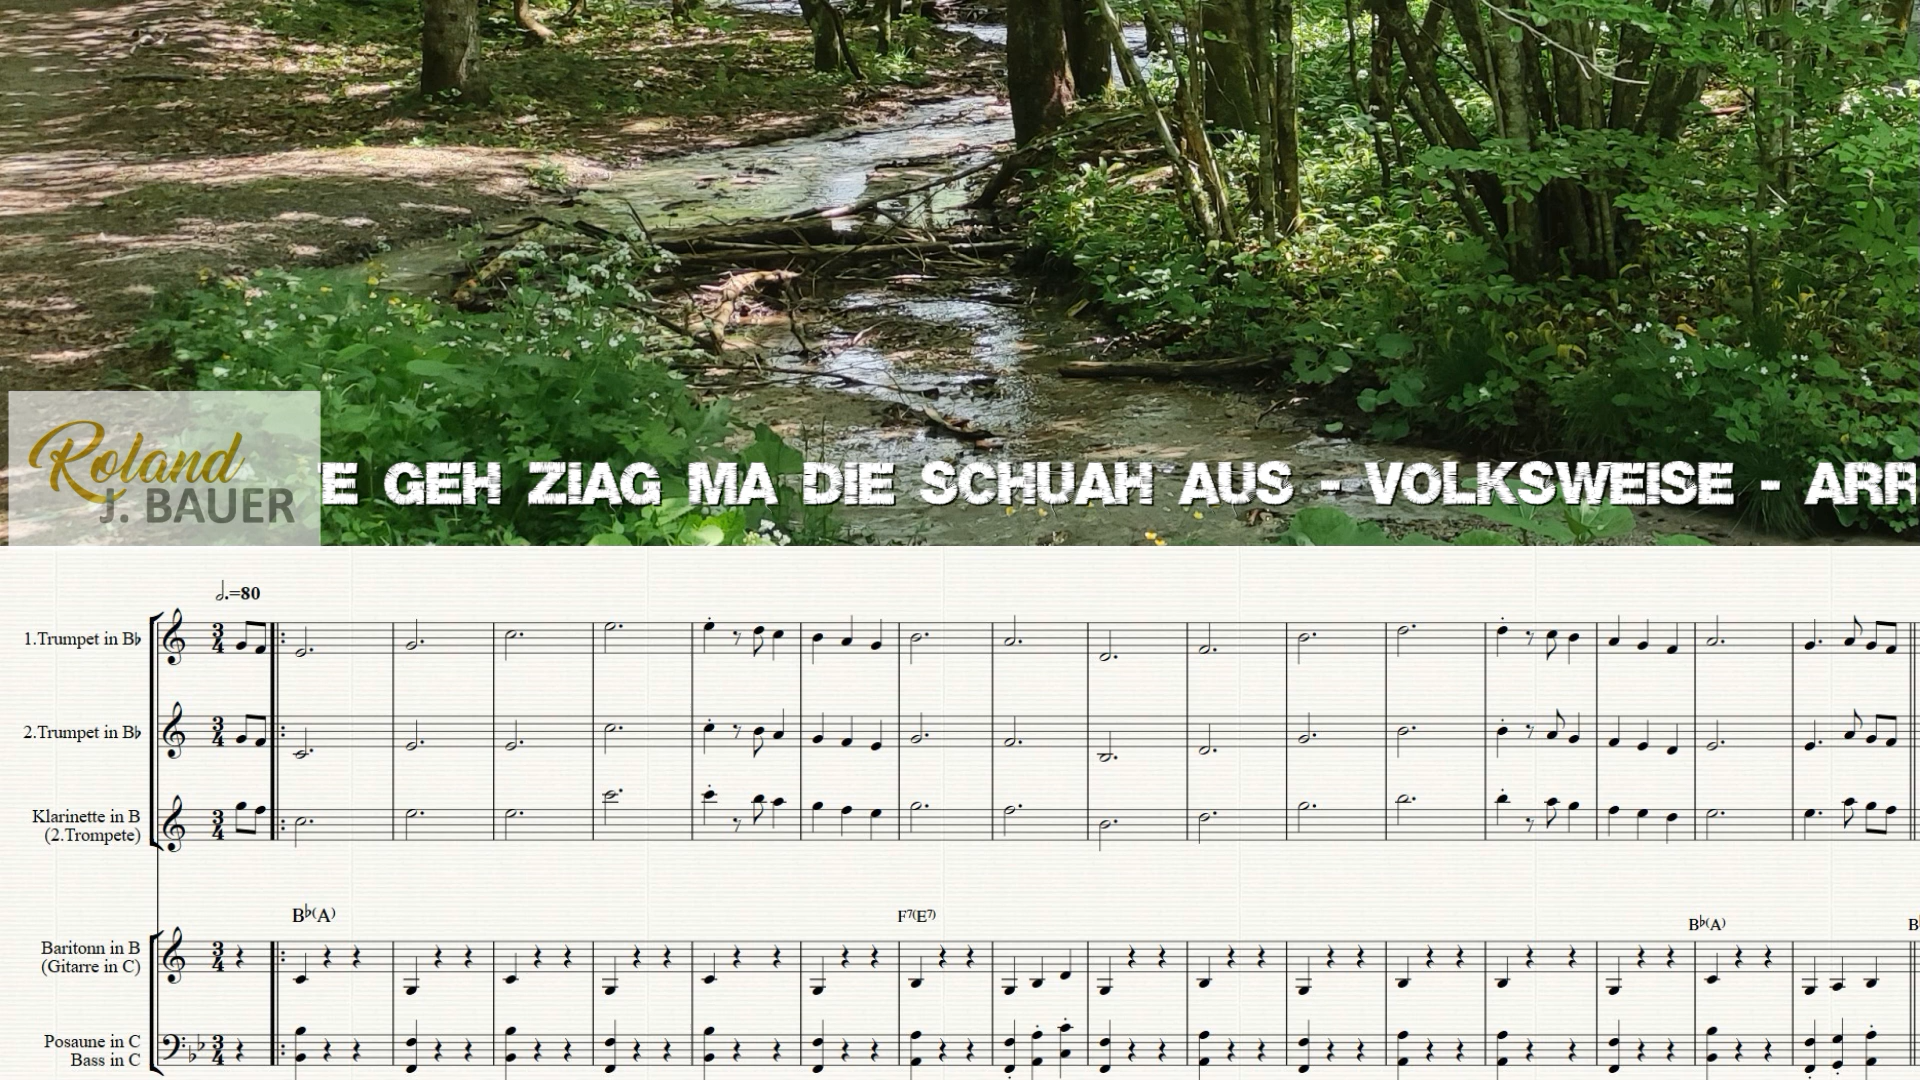 Roland
J. BAUER
E GEH ZIAG MA DIE SCHUAH AUS - VOLKSWEISE - ARR
𝅗𝅥.=80
1.Trumpet in B♭
2.Trumpet in B♭
Klarinette in B
(2.Trompete)
B♭(A)
F7(E7)
B♭(A)
B
Baritonn in B
(Gitarre in C)
Posaune in C
Bass in C